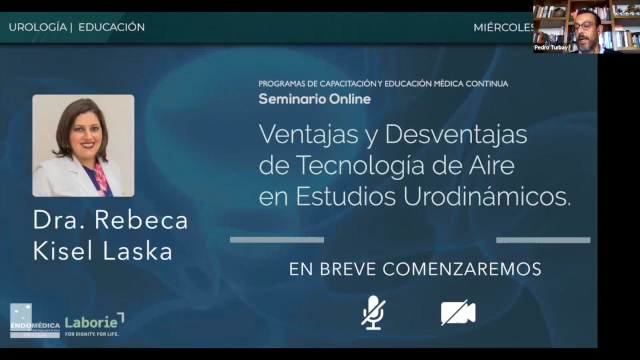 UROLOGÍA | EDUCACIÓN
MIÉRCOLES
Pedro Turbay
PROGRAMAS DE CAPACITACIÓN Y EDUCACIÓN MÉDICA CONTINUA
Seminario Online
Ventajas y Desventajas
de Tecnología de Aire
en Estudios Urodinámicos.
Dra. Rebeca
Kisel Laska
EN BREVE COMENZAREMOS
ENDOMÉDICA
Laborie
FOR DIGNITY. FOR LIFE.